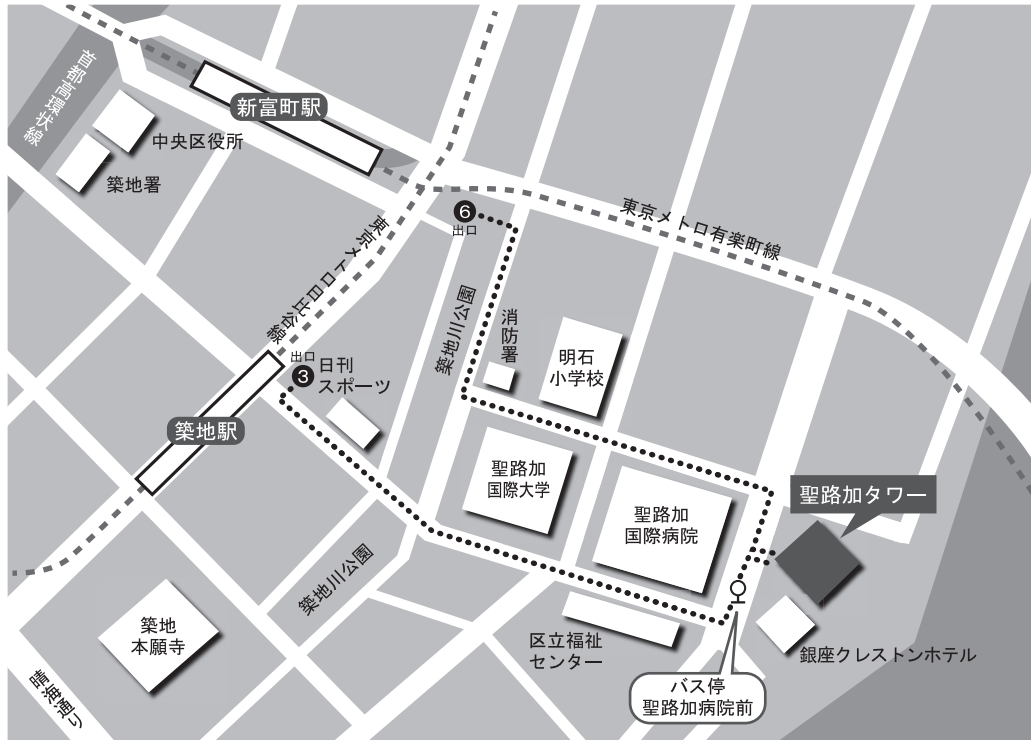 首都高環状線
新富町駅
中央区役所
築地署
6
出口
東京メトロ有楽町線
東京メトロ日比谷線
築地川公園
消防署
明石
小学校
出口
3
日刊
スポーツ
築地駅
聖路加
国際大学
聖路加
国際病院
聖路加タワー
築地川公園
築地
本願寺
区立福祉
センター
銀座クレストンホテル
バス停
聖路加病院前
晴海通り